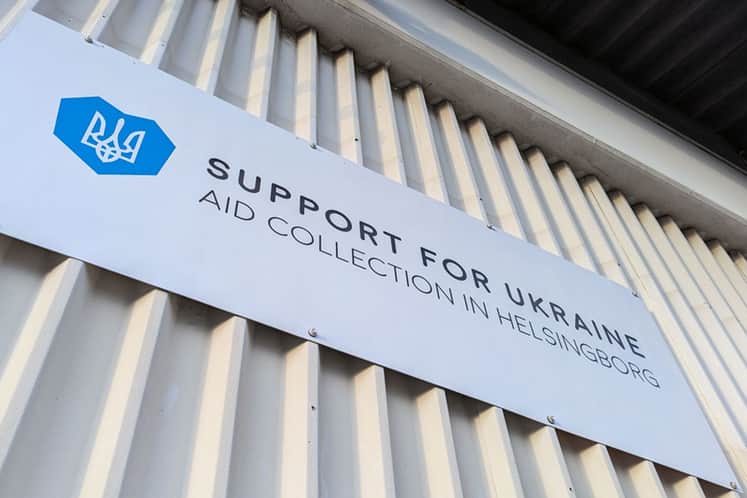 SUPPORT FOR UKRAINE
AID COLLECTION IN HELSINGBORG